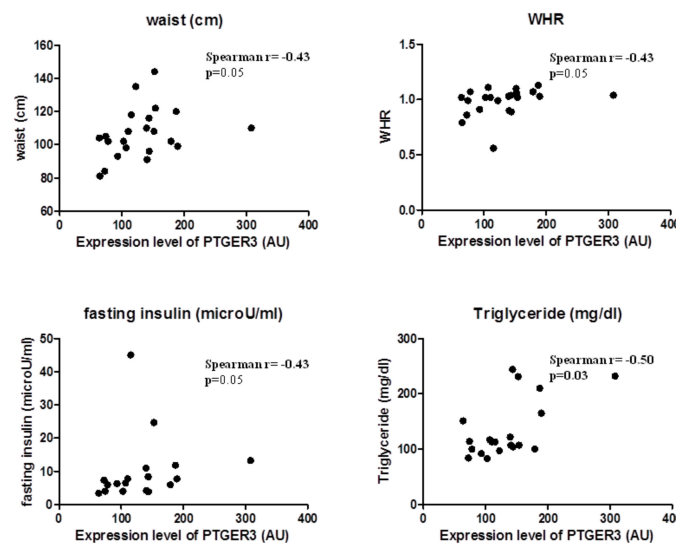 waist (cm)
Spearman r= -0.43
p=0.05
160
140
120
100
80
60
waist (cm)
0
100
200
300
400
Expression level of PTGER3 (AU)
WHR
Spearman r= -0.43
p=0.05
1.5
1.0
0.5
0.0
WHR
0
100
200
300
400
Expression level of PTGER3 (AU)
fasting insulin (microU/ml)
Spearman r= -0.43
p=0.05
50
40
30
20
10
0
fasting insulin (microU/ml)
0
100
200
300
400
Expression level of PTGER3 (AU)
Triglyceride (mg/dl)
Spearman r= -0.50
p=0.03
300
200
100
0
Triglyceride (mg/dl)
0
100
200
300
400
Expression level of PTGER3 (AU)